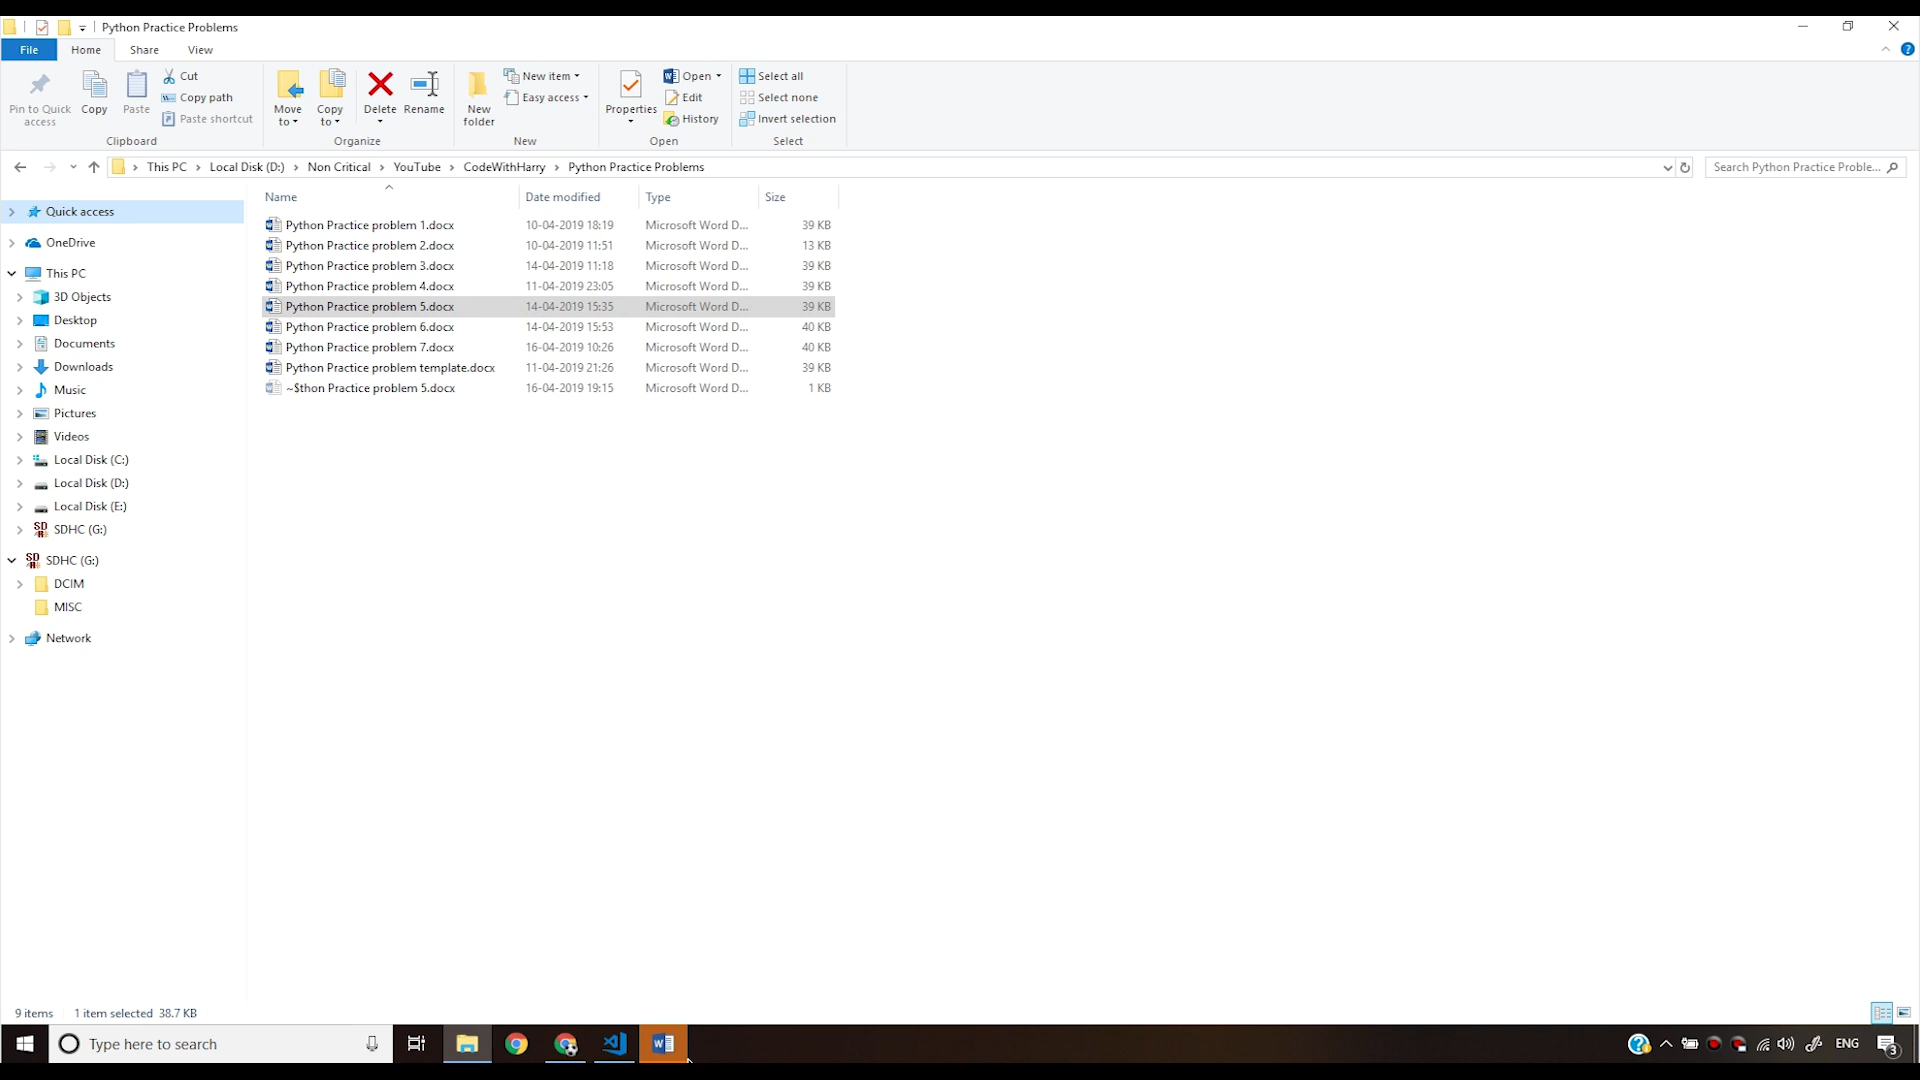 Python Practice Problems
File Home Share View
Pin to Quick access
Copy
Paste
Cut
Copy path
Paste shortcut
Clipboard
Move to
Copy to
Delete
Rename
Organize
New folder
New item
Easy access
New
Properties
Open
Edit
History
Open
Select all
Select none
Invert selection
Select
This PC Local Disk (D:) Non Critical YouTube CodeWithHarry Python Practice Problems
Search Python Practice Proble...
Quick access
OneDrive
This PC
3D Objects
Desktop
Documents
Downloads
Music
Pictures
Videos
Local Disk (C:)
Local Disk (D:)
Local Disk (E:)
SDHC (G:)
SDHC (G:)
DCIM
MISC
Network
Name Date modified Type Size
Python Practice problem 1.docx 10-04-2019 18:19 Microsoft Word D... 39 KB
Python Practice problem 2.docx 10-04-2019 11:51 Microsoft Word D... 13 KB
Python Practice problem 3.docx 14-04-2019 11:18 Microsoft Word D... 39 KB
Python Practice problem 4.docx 11-04-2019 23:05 Microsoft Word D... 39 KB
Python Practice problem 5.docx 14-04-2019 15:35 Microsoft Word D... 39 KB
Python Practice problem 6.docx 14-04-2019 15:53 Microsoft Word D... 40 KB
Python Practice problem 7.docx 16-04-2019 10:26 Microsoft Word D... 40 KB
Python Practice problem template.docx 11-04-2019 21:26 Microsoft Word D... 39 KB
~$thon Practice problem 5.docx 16-04-2019 19:15 Microsoft Word D... 1 KB
9 items 1 item selected 38.7 KB
Type here to search
ENG
3